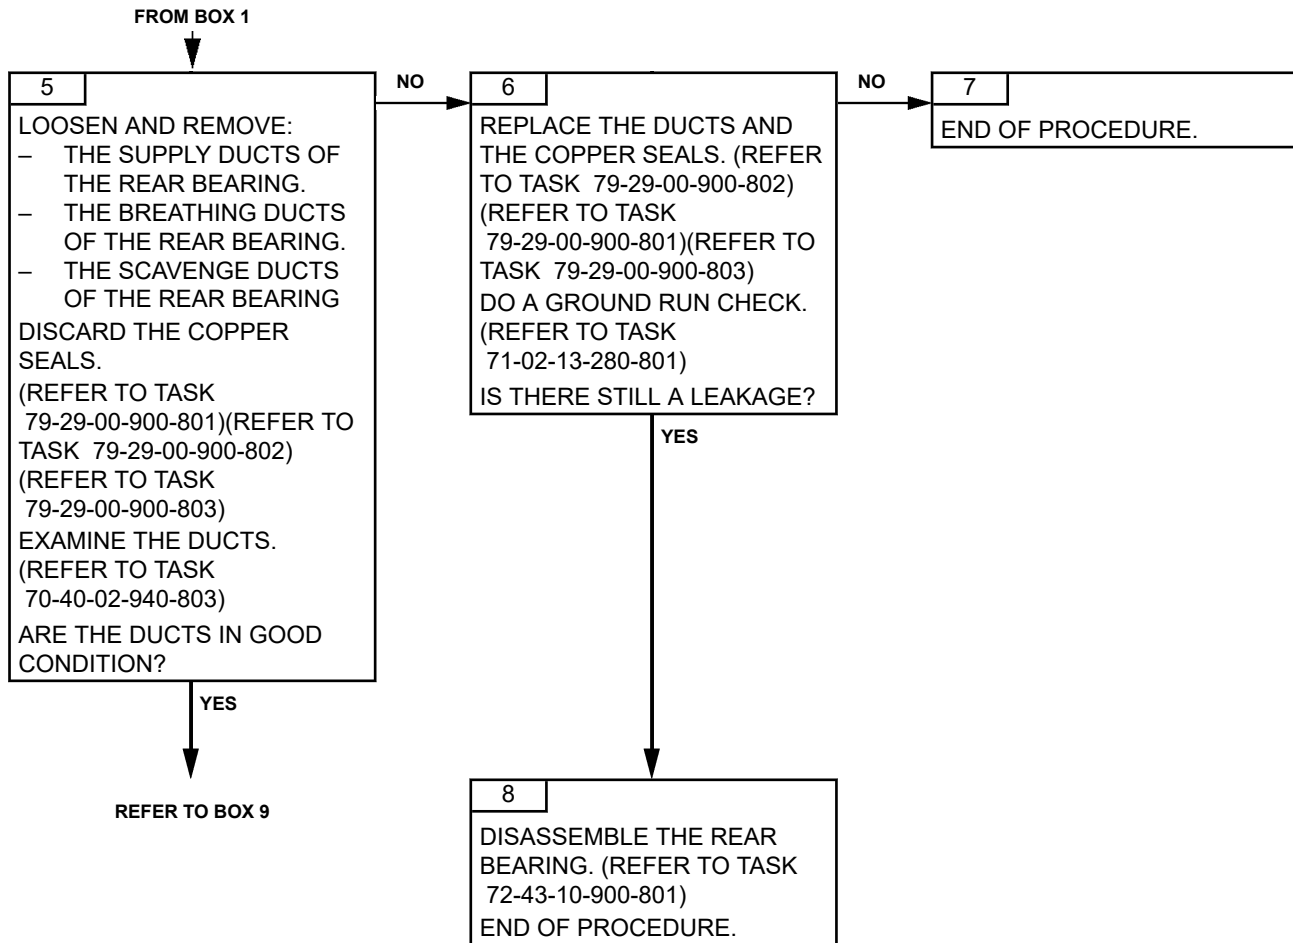 FROM BOX 1
5
LOOSEN AND REMOVE:
– THE SUPPLY DUCTS OF
THE REAR BEARING.
– THE BREATHING DUCTS
OF THE REAR BEARING.
– THE SCAVENGE DUCTS
OF THE REAR BEARING
DISCARD THE COPPER
SEALS.
(REFER TO TASK
79-29-00-900-801)(REFER TO
TASK 79-29-00-900-802)
(REFER TO TASK
79-29-00-900-803)
EXAMINE THE DUCTS.
(REFER TO TASK
70-40-02-940-803)
ARE THE DUCTS IN GOOD
CONDITION?
YES
REFER TO BOX 9
NO
6
REPLACE THE DUCTS AND
THE COPPER SEALS. (REFER
TO TASK 79-29-00-900-802)
(REFER TO TASK
79-29-00-900-801)(REFER TO
TASK 79-29-00-900-803)
DO A GROUND RUN CHECK.
(REFER TO TASK
71-02-13-280-801)
IS THERE STILL A LEAKAGE?
NO
7
END OF PROCEDURE.
YES
8
DISASSEMBLE THE REAR
BEARING. (REFER TO TASK
72-43-10-900-801)
END OF PROCEDURE.